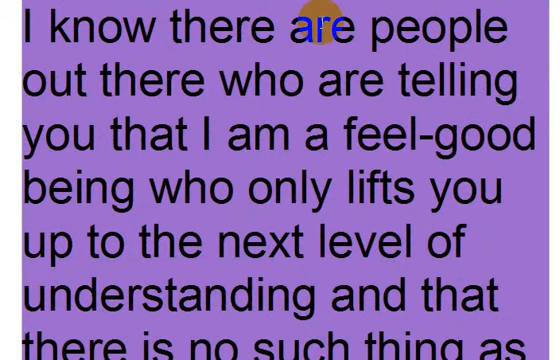 I know there are people
out there who are telling
you that I am a feel-good
being who only lifts you
up to the next level of
understanding and that
there is no such thing as